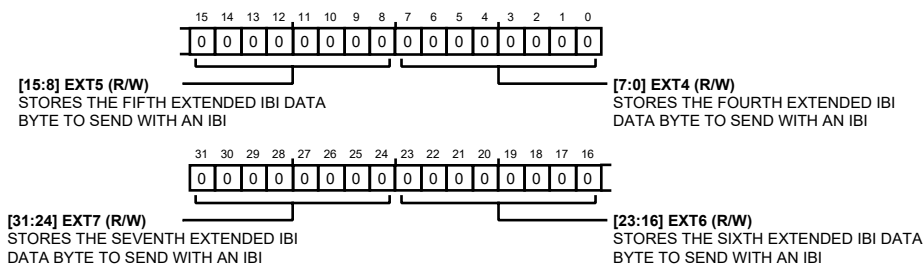 15 14 13 12 11 10 9 8 7 6 5 4 3 2 1 0
0 0 0 0 0 0 0 0 0 0 0 0 0 0 0 0
[15:8] EXT5 (R/W)
STORES THE FIFTH EXTENDED IBI DATA
BYTE TO SEND WITH AN IBI
[7:0] EXT4 (R/W)
STORES THE FOURTH EXTENDED IBI
DATA BYTE TO SEND WITH AN IBI
31 30 29 28 27 26 25 24 23 22 21 20 19 18 17 16
0 0 0 0 0 0 0 0 0 0 0 0 0 0 0 0
[31:24] EXT7 (R/W)
STORES THE SEVENTH EXTENDED IBI
DATA BYTE TO SEND WITH AN IBI
[23:16] EXT6 (R/W)
STORES THE SIXTH EXTENDED IBI DATA
BYTE TO SEND WITH AN IBI